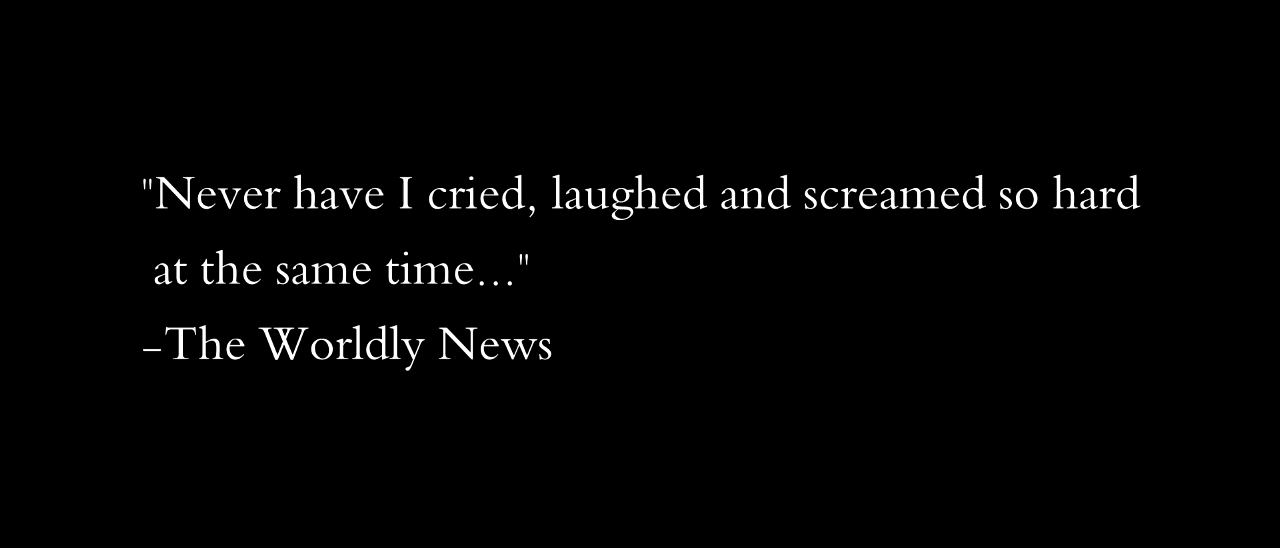 "Never have I cried, laughed and screamed so hard
at the same time..."
–The Worldly News